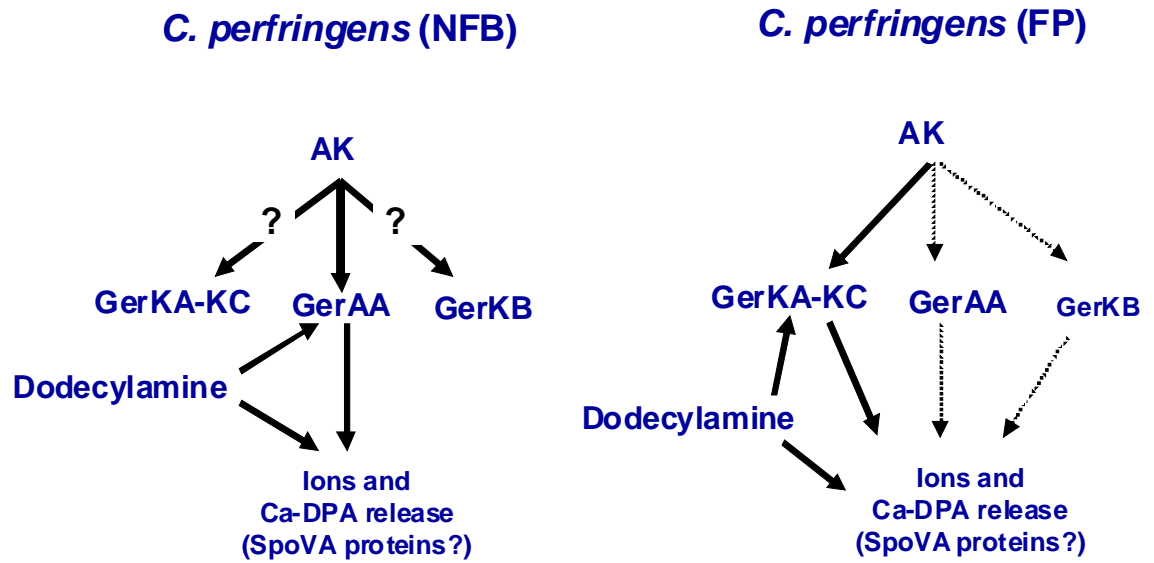 C. perfringens (NFB)
AK
? ?
GerKA-KC GerAA GerKB
Dodecylamine
Ions and
Ca-DPA release
(SpoVA proteins?)
C. perfringens (FP)
AK
GerKA-KC GerAA GerKB
Dodecylamine
Ions and
Ca-DPA release
(SpoVA proteins?)